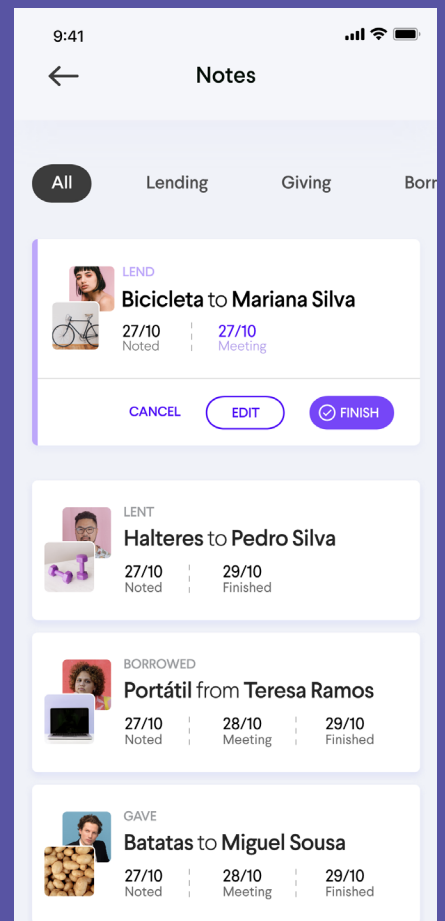 9:41
Notes
All Lending Giving Borr
LEND
Bicicleta to Mariana Silva
27/10 27/10
Noted Meeting
CANCEL EDIT FINISH
LENT
Halteres to Pedro Silva
27/10 29/10
Noted Finished
BORROWED
Portátil from Teresa Ramos
27/10 28/10 29/10
Noted Meeting Finished
GAVE
Batatas to Miguel Sousa
27/10 28/10 29/10
Noted Meeting Finished